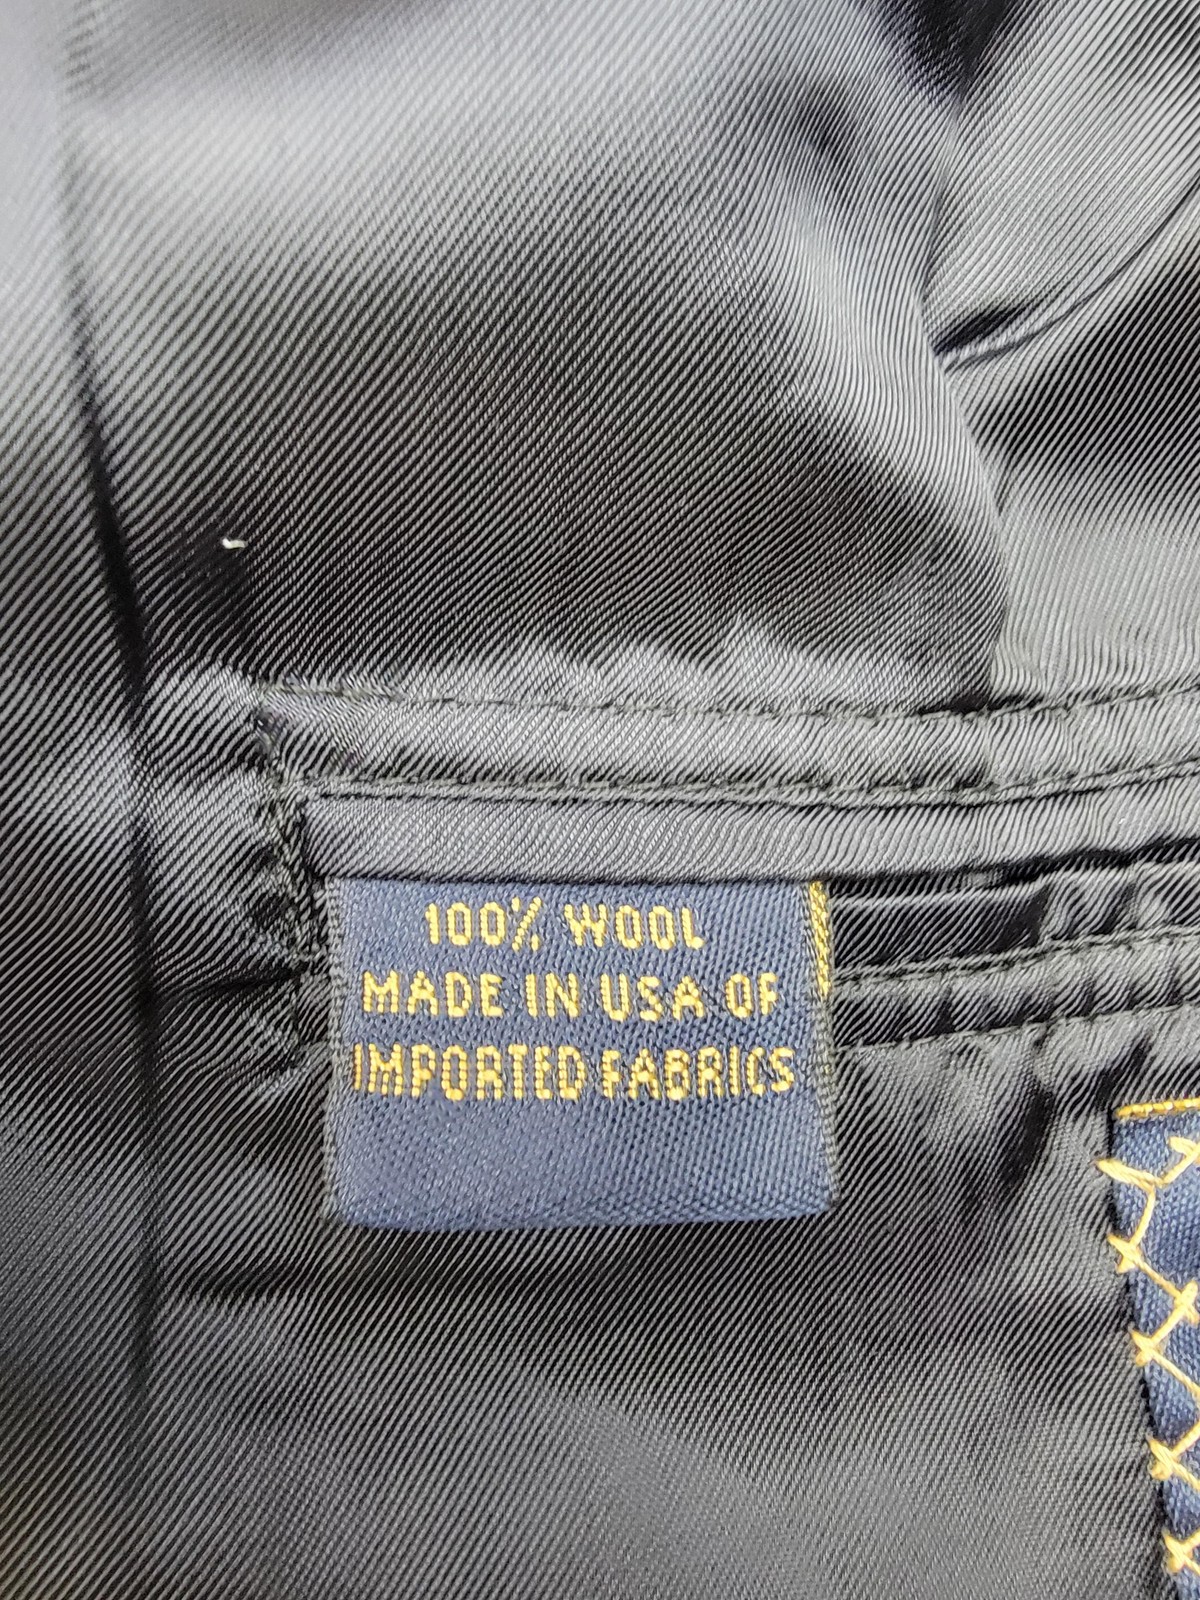 100% WOOL
MADE IN USA OF
IMPORTED FABRICS